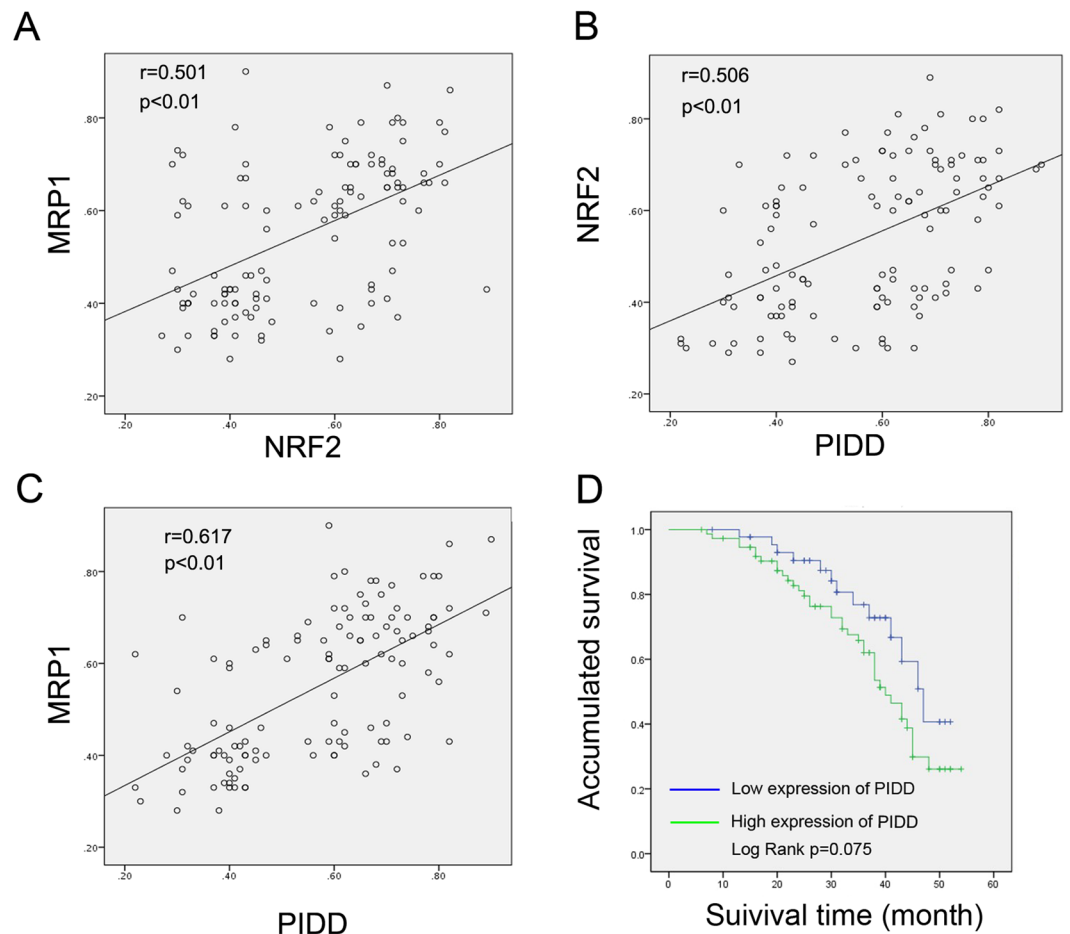 A
r=0.501
p<0.01
MRP1
.80
.60
.40
.20
.20 .40 .60 .80
NRF2
B
r=0.506
p<0.01
NRF2
.80
.60
.40
.20
.20 .40 .60 .80
PIDD
C
r=0.617
p<0.01
MRP1
.80
.60
.40
.20
.20 .40 .60 .80
PIDD
D
Accumulated survival
1.0
0.8
0.6
0.4
0.2
0.0
Low expression of PIDD
High expression of PIDD
Log Rank p=0.075
0 10 20 30 40 50 60
Suivival time (month)